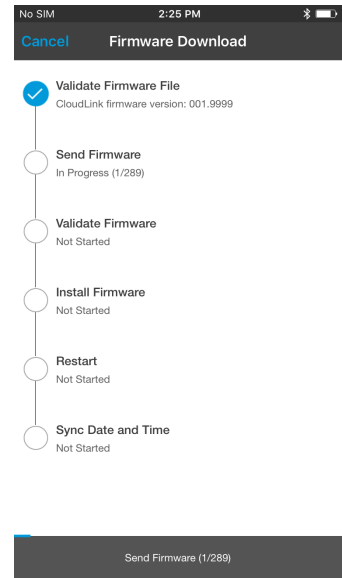 No SIM 2:25 PM
Cancel Firmware Download
Validate Firmware File
CloudLink firmware version: 001.9999
Send Firmware
In Progress (1/289)
Validate Firmware
Not Started
Install Firmware
Not Started
Restart
Not Started
Sync Date and Time
Not Started
Send Firmware (1/289)